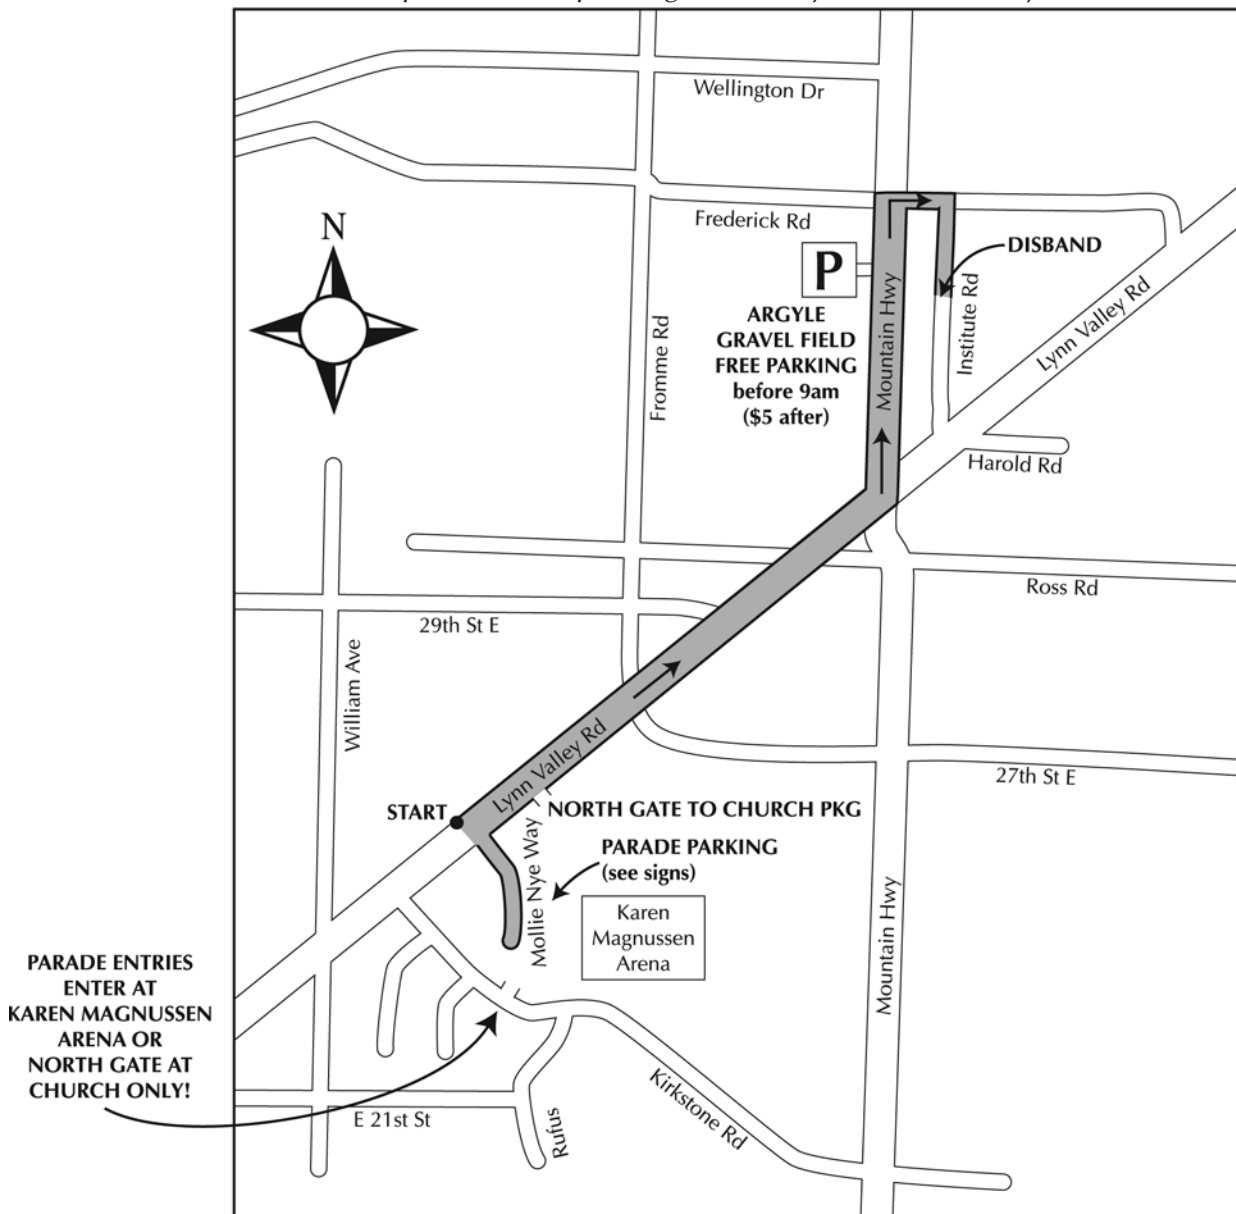 Wellington Dr
N
Frederick Rd
DISBAND
P
ARGYLE
GRAVEL FIELD
FREE PARKING
before 9am
($5 after)
Mountain Hwy
Institute Rd
Lynn Valley Rd
Fromme Rd
Harold Rd
Ross Rd
29th St E
William Ave
27th St E
Lynn Valley Rd
START
NORTH GATE TO CHURCH PKG
Mollie Nye Way
PARADE PARKING
(see signs)
Karen
Magnussen
Arena
Mountain Hwy
PARADE ENTRIES
ENTER AT
KAREN MAGNUSSEN
ARENA OR
NORTH GATE AT
CHURCH ONLY!
E 21st St
Rufus
Kirkstone Rd